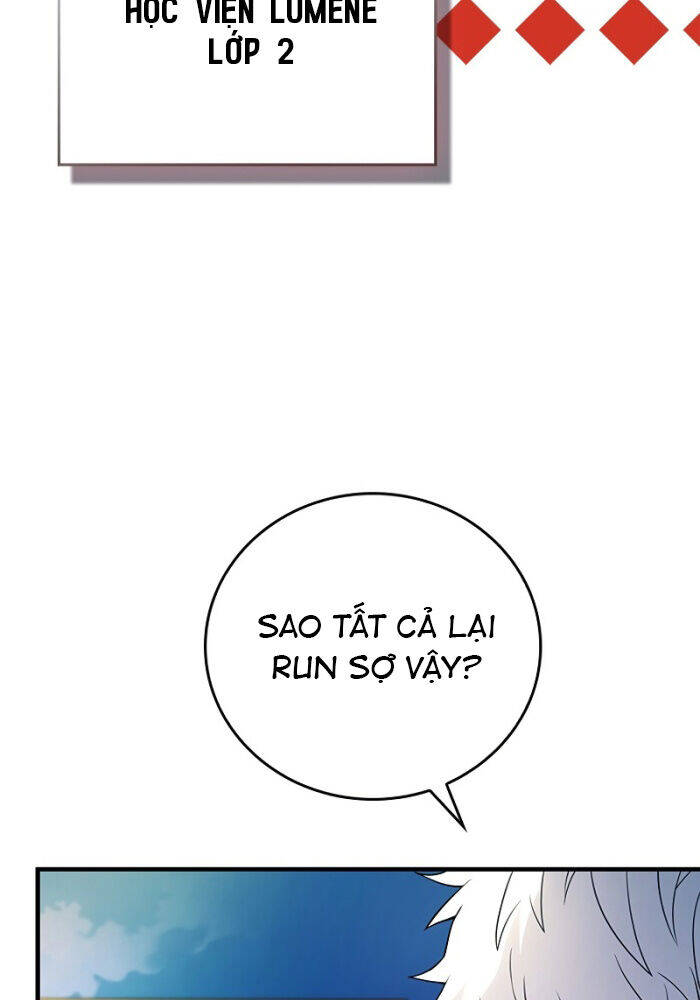 HỌC VIỆN LUMENE
LỚP 2
SAO TẤT CẢ LẠI
RUN SỢ VẬY?